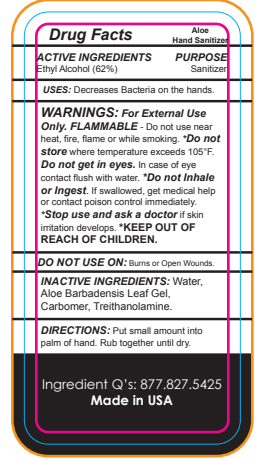 Drug Facts
Aloe
Hand Sanitizer
ACTIVE INGREDIENTS PURPOSE
Ethyl Alcohol (62%) Sanitizer
USES: Decreases Bacteria on the hands.
WARNINGS: For External Use
Only. FLAMMABLE - Do not use near
heat, fire, flame or while smoking. *Do not
store where temperature exceeds 105°F.
Do not get in eyes. In case of eye
contact flush with water. *Do not Inhale
or Ingest. If swallowed, get medical help
or contact poison control immediately.
*Stop use and ask a doctor if skin
irritation develops. *KEEP OUT OF
REACH OF CHILDREN.
DO NOT USE ON: Burns or Open Wounds.
INACTIVE INGREDIENTS: Water,
Aloe Barbadensis Leaf Gel,
Carbomer, Treithanolamine.
DIRECTIONS: Put small amount into
palm of hand. Rub together until dry.
Ingredient Q's: 877.827.5425
Made in USA